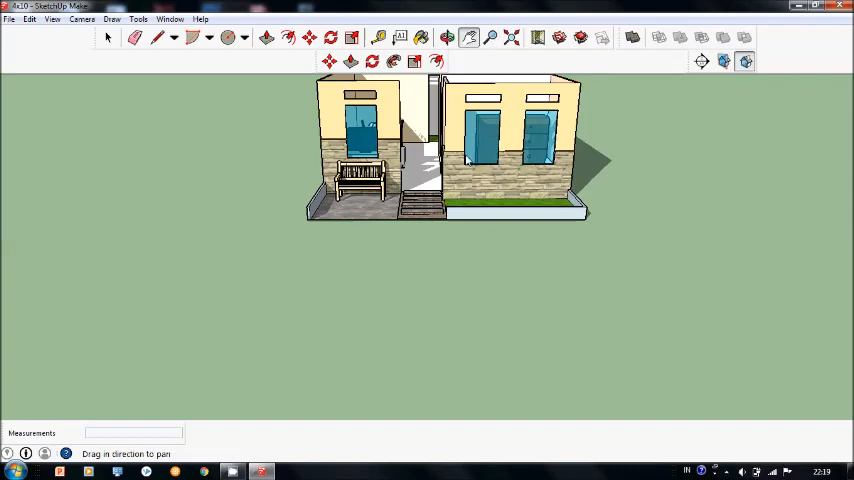 4x10 - SketchUp Make
File Edit View Camera Draw Tools Window Help
A1
Measurements
Drag in direction to pan
IN
22:19